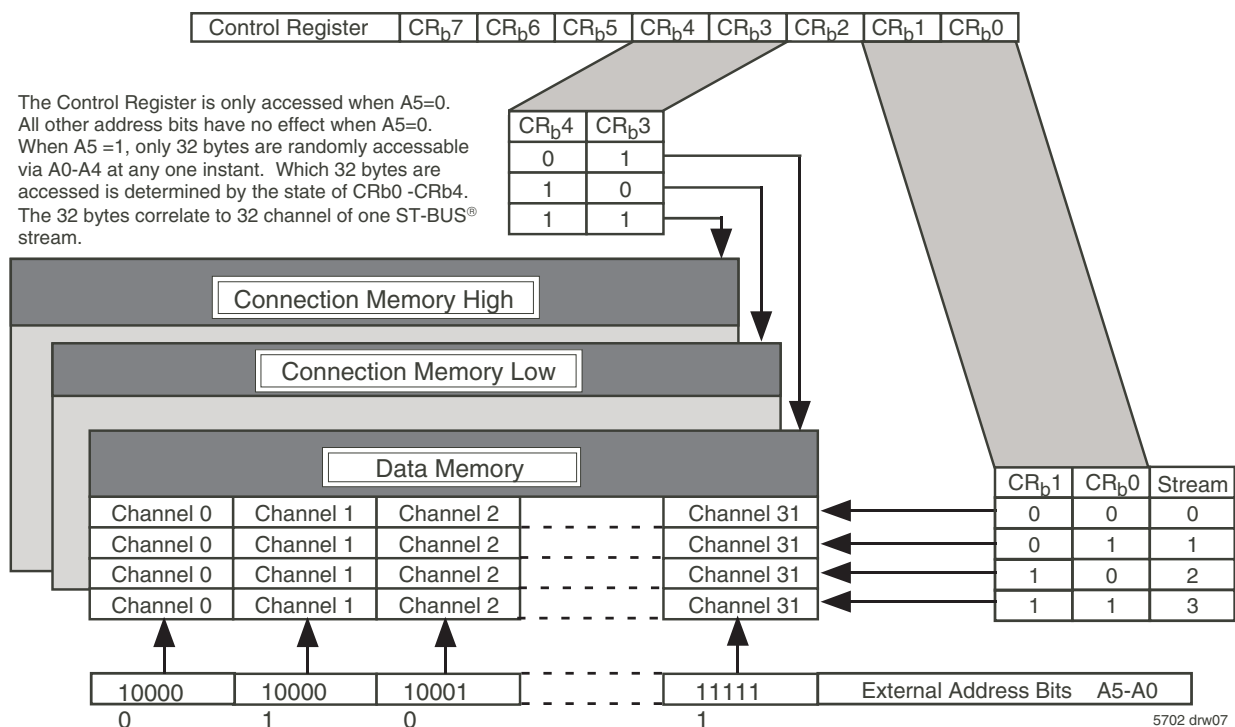 Control Register CRb7 CRb6 CRb5 CRb4 CRb3 CRb2 CRb1 CRb0
The Control Register is only accessed when A5=0.
All other address bits have no effect when A5=0.
When A5 =1, only 32 bytes are randomly accessable
via A0-A4 at any one instant. Which 32 bytes are
accessed is determined by the state of CRb0 -CRb4.
The 32 bytes correlate to 32 channel of one ST-BUS®
stream.
CRb4 CRb3
0 1
1 0
1 1
Connection Memory High
Connection Memory Low
Data Memory
Channel 0 Channel 1 Channel 2 Channel 31
Channel 0 Channel 1 Channel 2 Channel 31
Channel 0 Channel 1 Channel 2 Channel 31
Channel 0 Channel 1 Channel 2 Channel 31
CRb1 CRb0 Stream
0 0 0
0 1 1
1 0 2
1 1 3
10000 10000 10001 11111 External Address Bits A5-A0
0 1 0 1
5702 drw07